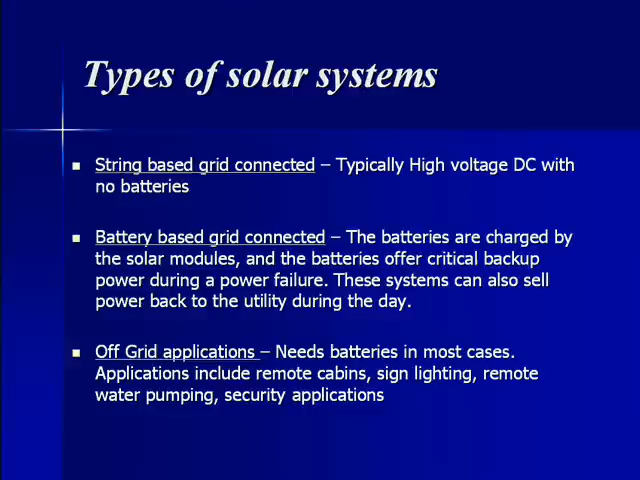 Types of solar systems
String based grid connected – Typically High voltage DC with
no batteries
Battery based grid connected – The batteries are charged by
the solar modules, and the batteries offer critical backup
power during a power failure. These systems can also sell
power back to the utility during the day.
Off Grid applications – Needs batteries in most cases.
Applications include remote cabins, sign lighting, remote
water pumping, security applications